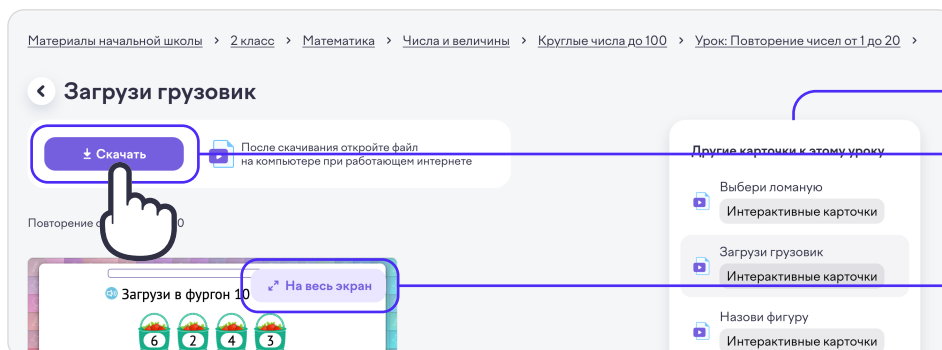 Материалы начальной школы > 2 класс > Математика > Числа и величины > Круглые числа до 100 > Урок: Повторение чисел от 1 до 20 >
Загрузи грузовик
Скачать
После скачивания откройте файл
на компьютере при работающем интернете
Повторение
Загрузи в фургон 10
На весь экран
6 2 4 3
Другие карточки к этому уроку
Выбери ломаную
Интерактивные карточки
Загрузи грузовик
Интерактивные карточки
Назови фигуру
Интерактивные карточки